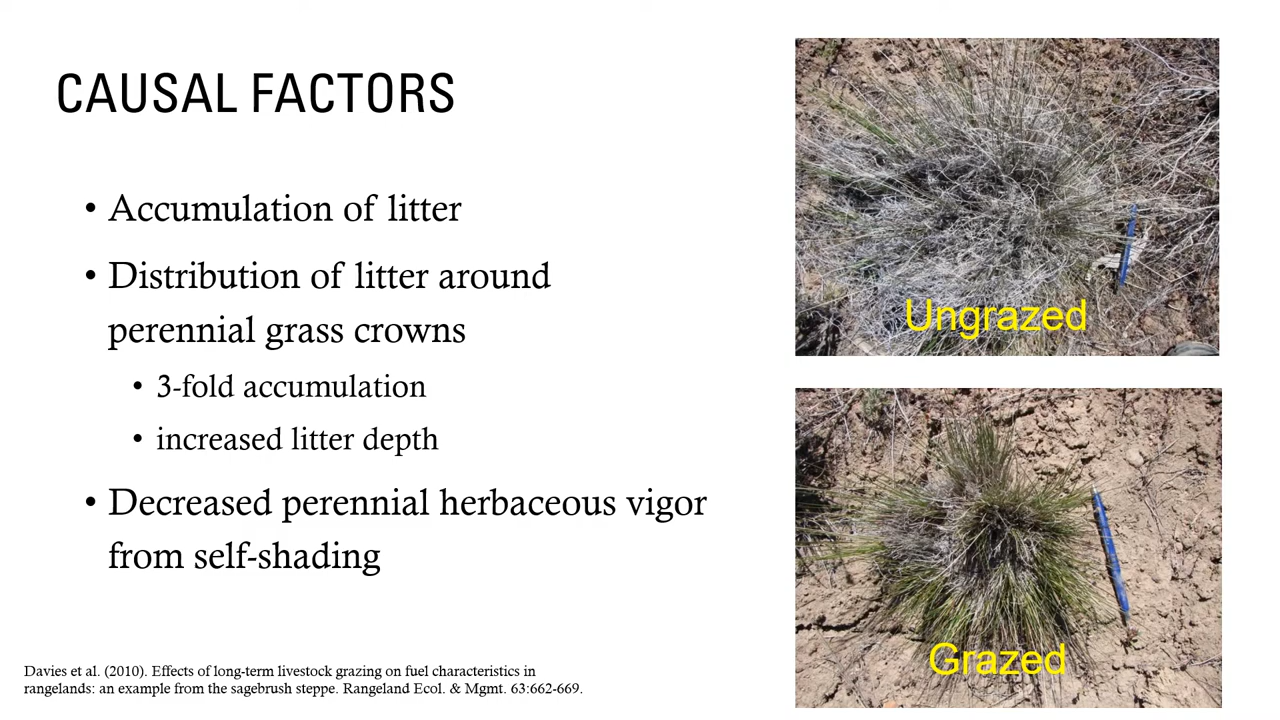 CAUSAL FACTORS
• Accumulation of litter
• Distribution of litter around
perennial grass crowns
• 3-fold accumulation
• increased litter depth
• Decreased perennial herbaceous vigor
from self-shading
Davies et al. (2010). Effects of long-term livestock grazing on fuel characteristics in
rangelands: an example from the sagebrush steppe. Rangeland Ecol. & Mgmt. 63:662-669.
Ungrazed
Grazed